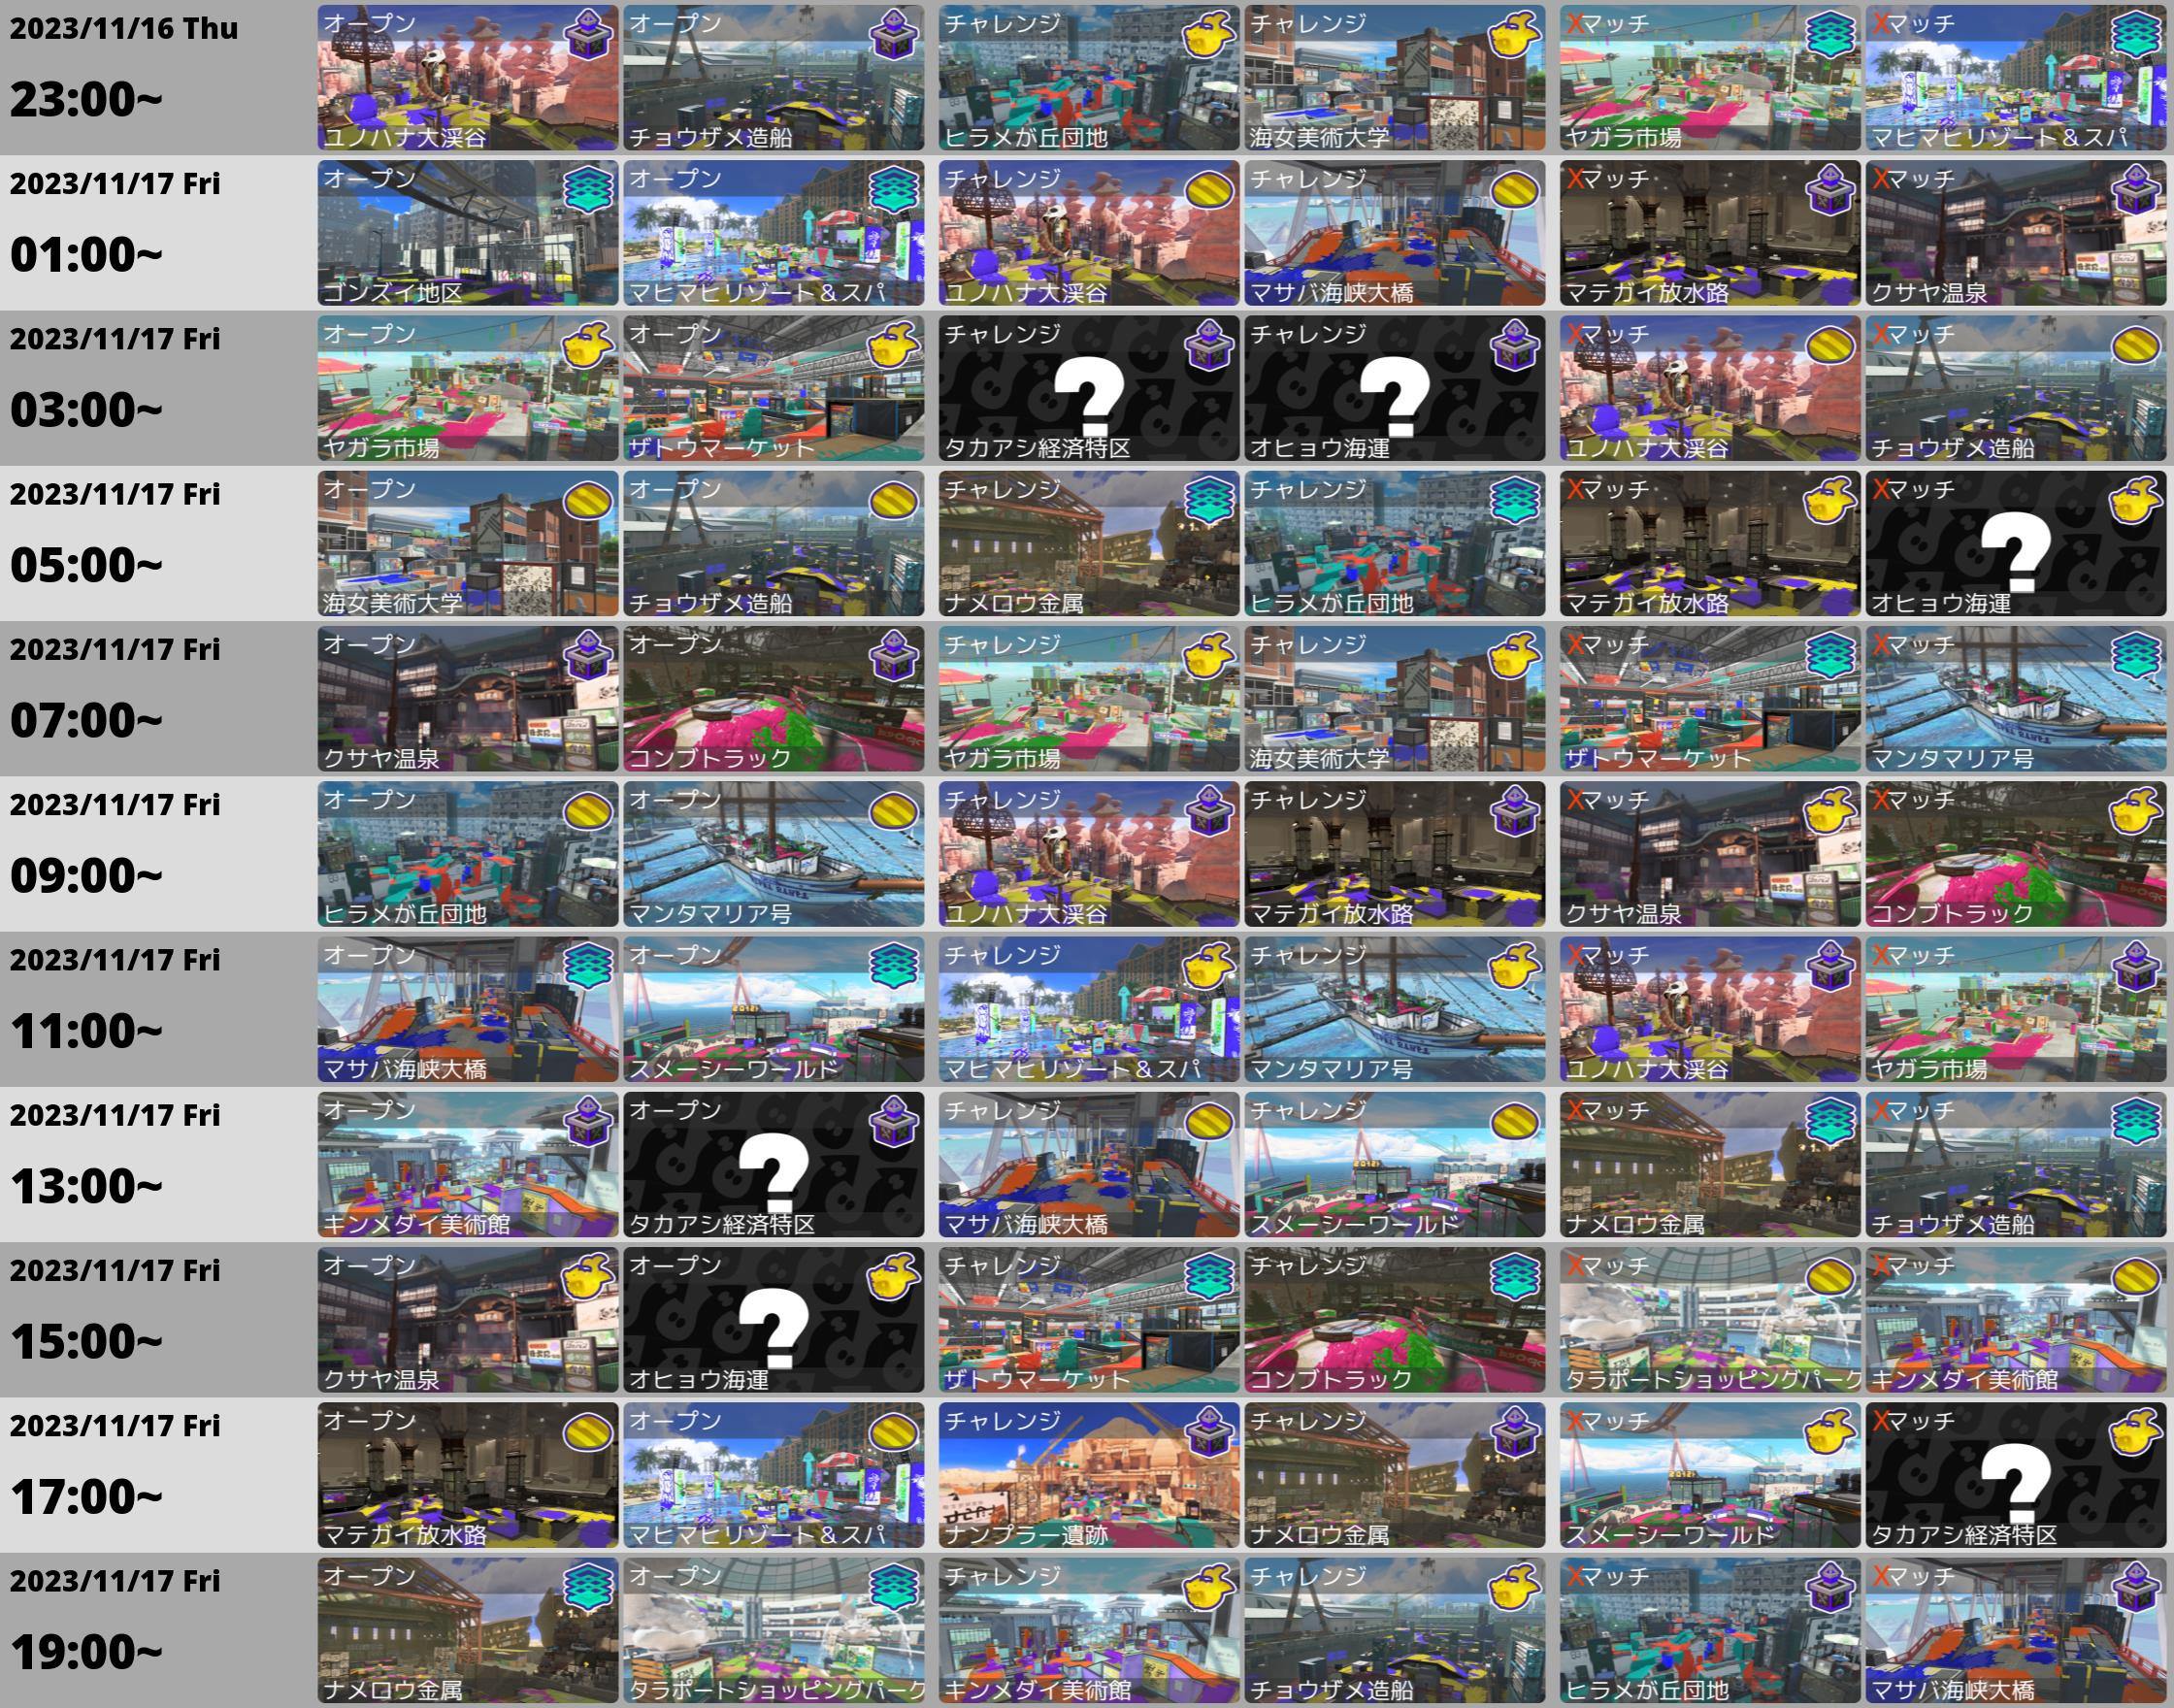 2023/11/16 Thu
23:00~
オープン
ユノハナ大渓谷
オープン
チョウザメ造船
チャレンジ
ヒラメが丘団地
チャレンジ
海女美術大学
Xマッチ
ヤガラ市場
Xマッチ
マヒマヒリゾート&スパ
2023/11/17 Fri
01:00~
オープン
ゴンズイ地区
オープン
マヒマヒリゾート&スパ
チャレンジ
ユノハナ大渓谷
チャレンジ
マサバ海峡大橋
Xマッチ
マテガイ放水路
Xマッチ
クサヤ温泉
2023/11/17 Fri
03:00~
オープン
ヤガラ市場
オープン
ザトウマーケット
チャレンジ
?
タカアシ経済特区
チャレンジ
?
オヒョウ海運
Xマッチ
ユノハナ大渓谷
Xマッチ
チョウザメ造船
2023/11/17 Fri
05:00~
オープン
海女美術大学
オープン
チョウザメ造船
チャレンジ
ナメロウ金属
チャレンジ
ヒラメが丘団地
Xマッチ
マテガイ放水路
Xマッチ
?
オヒョウ海運
2023/11/17 Fri
07:00~
オープン
クサヤ温泉
オープン
コンブトラック
チャレンジ
ヤガラ市場
チャレンジ
海女美術大学
Xマッチ
ザトウマーケット
Xマッチ
マンタマリア号
2023/11/17 Fri
09:00~
オープン
ヒラメが丘団地
オープン
マンタマリア号
チャレンジ
ユノハナ大渓谷
チャレンジ
マテガイ放水路
Xマッチ
クサヤ温泉
Xマッチ
コンブトラック
2023/11/17 Fri
11:00~
オープン
マサバ海峡大橋
オープン
スメーシーワールド
チャレンジ
マヒマヒリゾート&スパ
チャレンジ
マンタマリア号
Xマッチ
ユノハナ大渓谷
Xマッチ
ヤガラ市場
2023/11/17 Fri
13:00~
オープン
キンメダイ美術館
オープン
?
タカアシ経済特区
チャレンジ
マサバ海峡大橋
チャレンジ
スメーシーワールド
Xマッチ
ナメロウ金属
Xマッチ
チョウザメ造船
2023/11/17 Fri
15:00~
オープン
クサヤ温泉
オープン
?
オヒョウ海運
チャレンジ
ザトウマーケット
チャレンジ
コンブトラック
Xマッチ
タラポートショッピングパーク
Xマッチ
キンメダイ美術館
2023/11/17 Fri
17:00~
オープン
マテガイ放水路
オープン
マヒマヒリゾート&スパ
チャレンジ
ナンプラー遺跡
チャレンジ
ナメロウ金属
Xマッチ
スメーシーワールド
Xマッチ
?
タカアシ経済特区
2023/11/17 Fri
19:00~
オープン
ナメロウ金属
オープン
タラポートショッピングパーク
チャレンジ
キンメダイ美術館
チャレンジ
チョウザメ造船
Xマッチ
ヒラメが丘団地
Xマッチ
マサバ海峡大橋